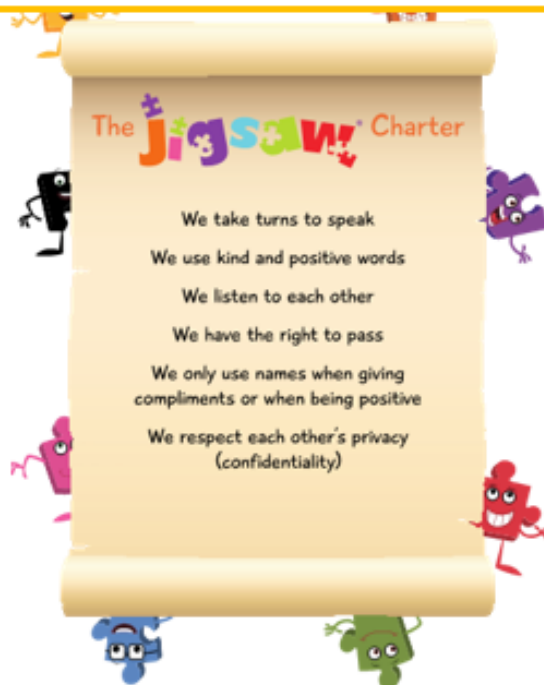 The Jigsaw Charter
We take turns to speak
We use kind and positive words
We listen to each other
We have the right to pass
We only use names when giving
compliments or when being positive
We respect each other's privacy
(confidentiality)